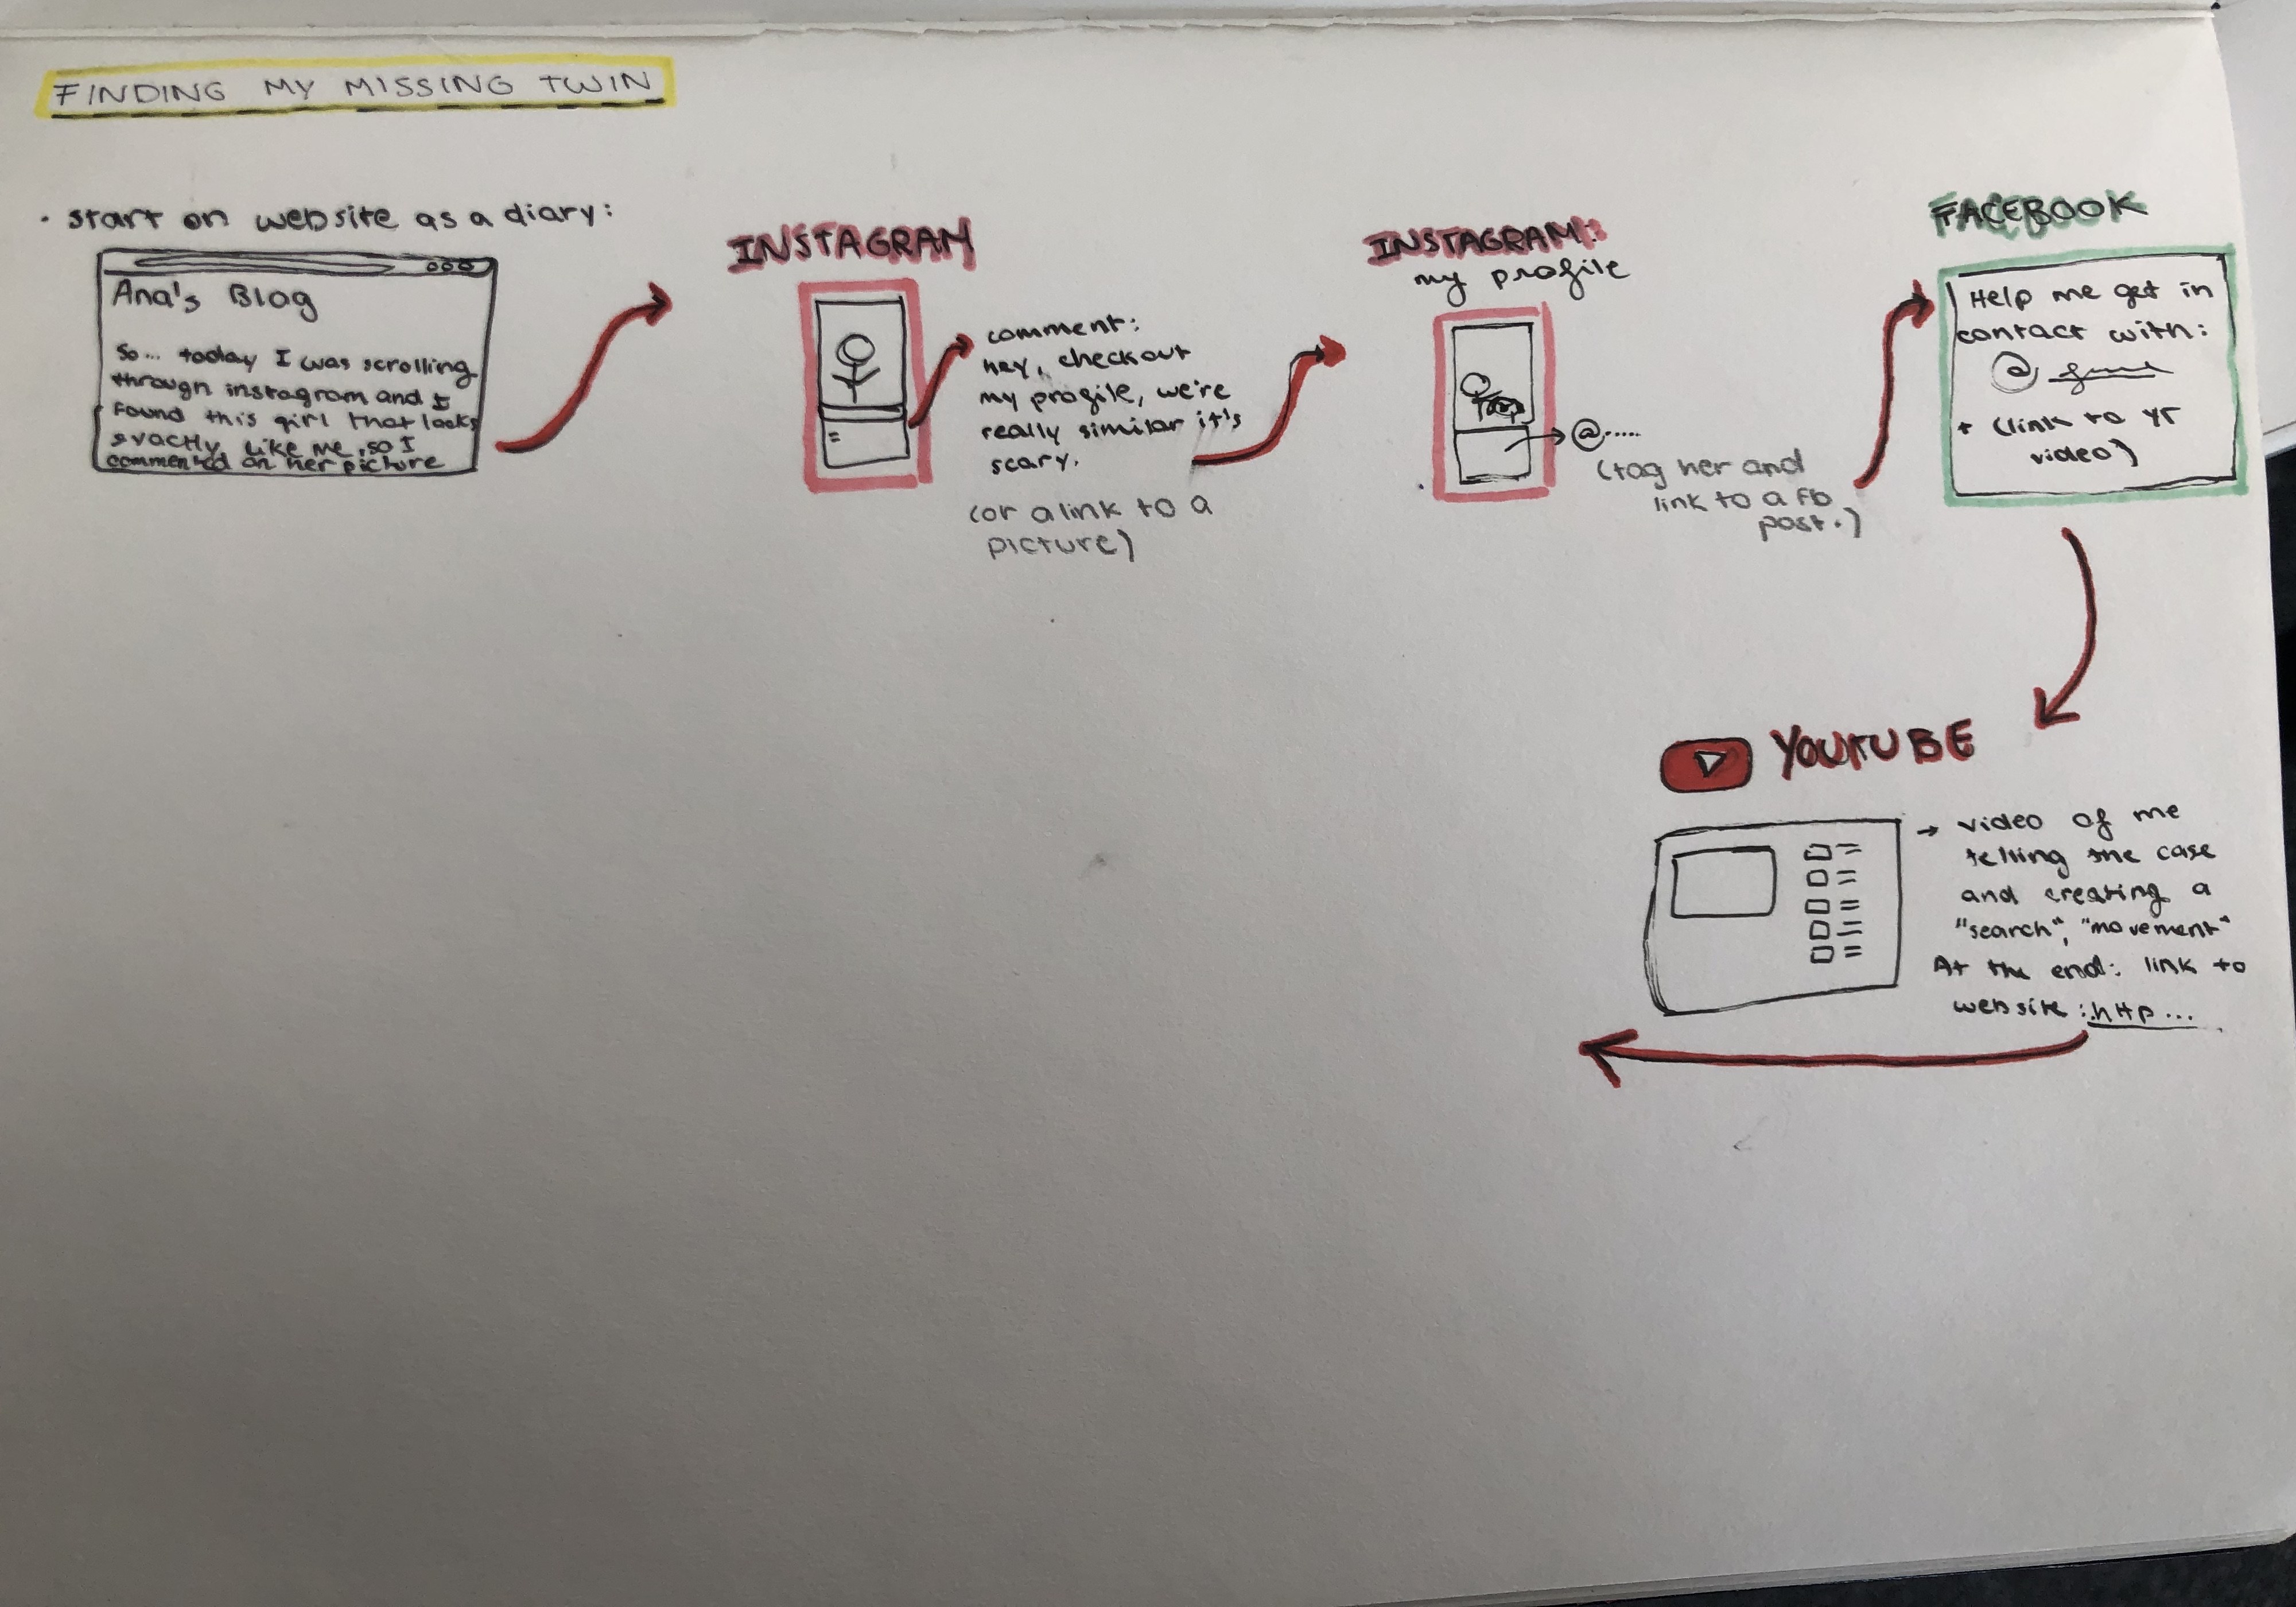 FINDING MY MISSING TWIN
• start on website as a diary:
Ana's Blog
So... today I was scrolling
through instagram and I
found this girl that looks
exactly like me, so I
commented on her picture
INSTAGRAM
comment:
hey, checkout
my profile, we're
really similar it's
scary.
(or a link to a
picture)
INSTAGRAM:
my profile
@.....
(tag her and
link to a fb
post.)
FACEBOOK
Help me get in
contact with:
@
+ (link to YT
video)
YOUTUBE
→ video of me
telling the case
and creating a
"search", "movement"
At the end: link to
website: http...